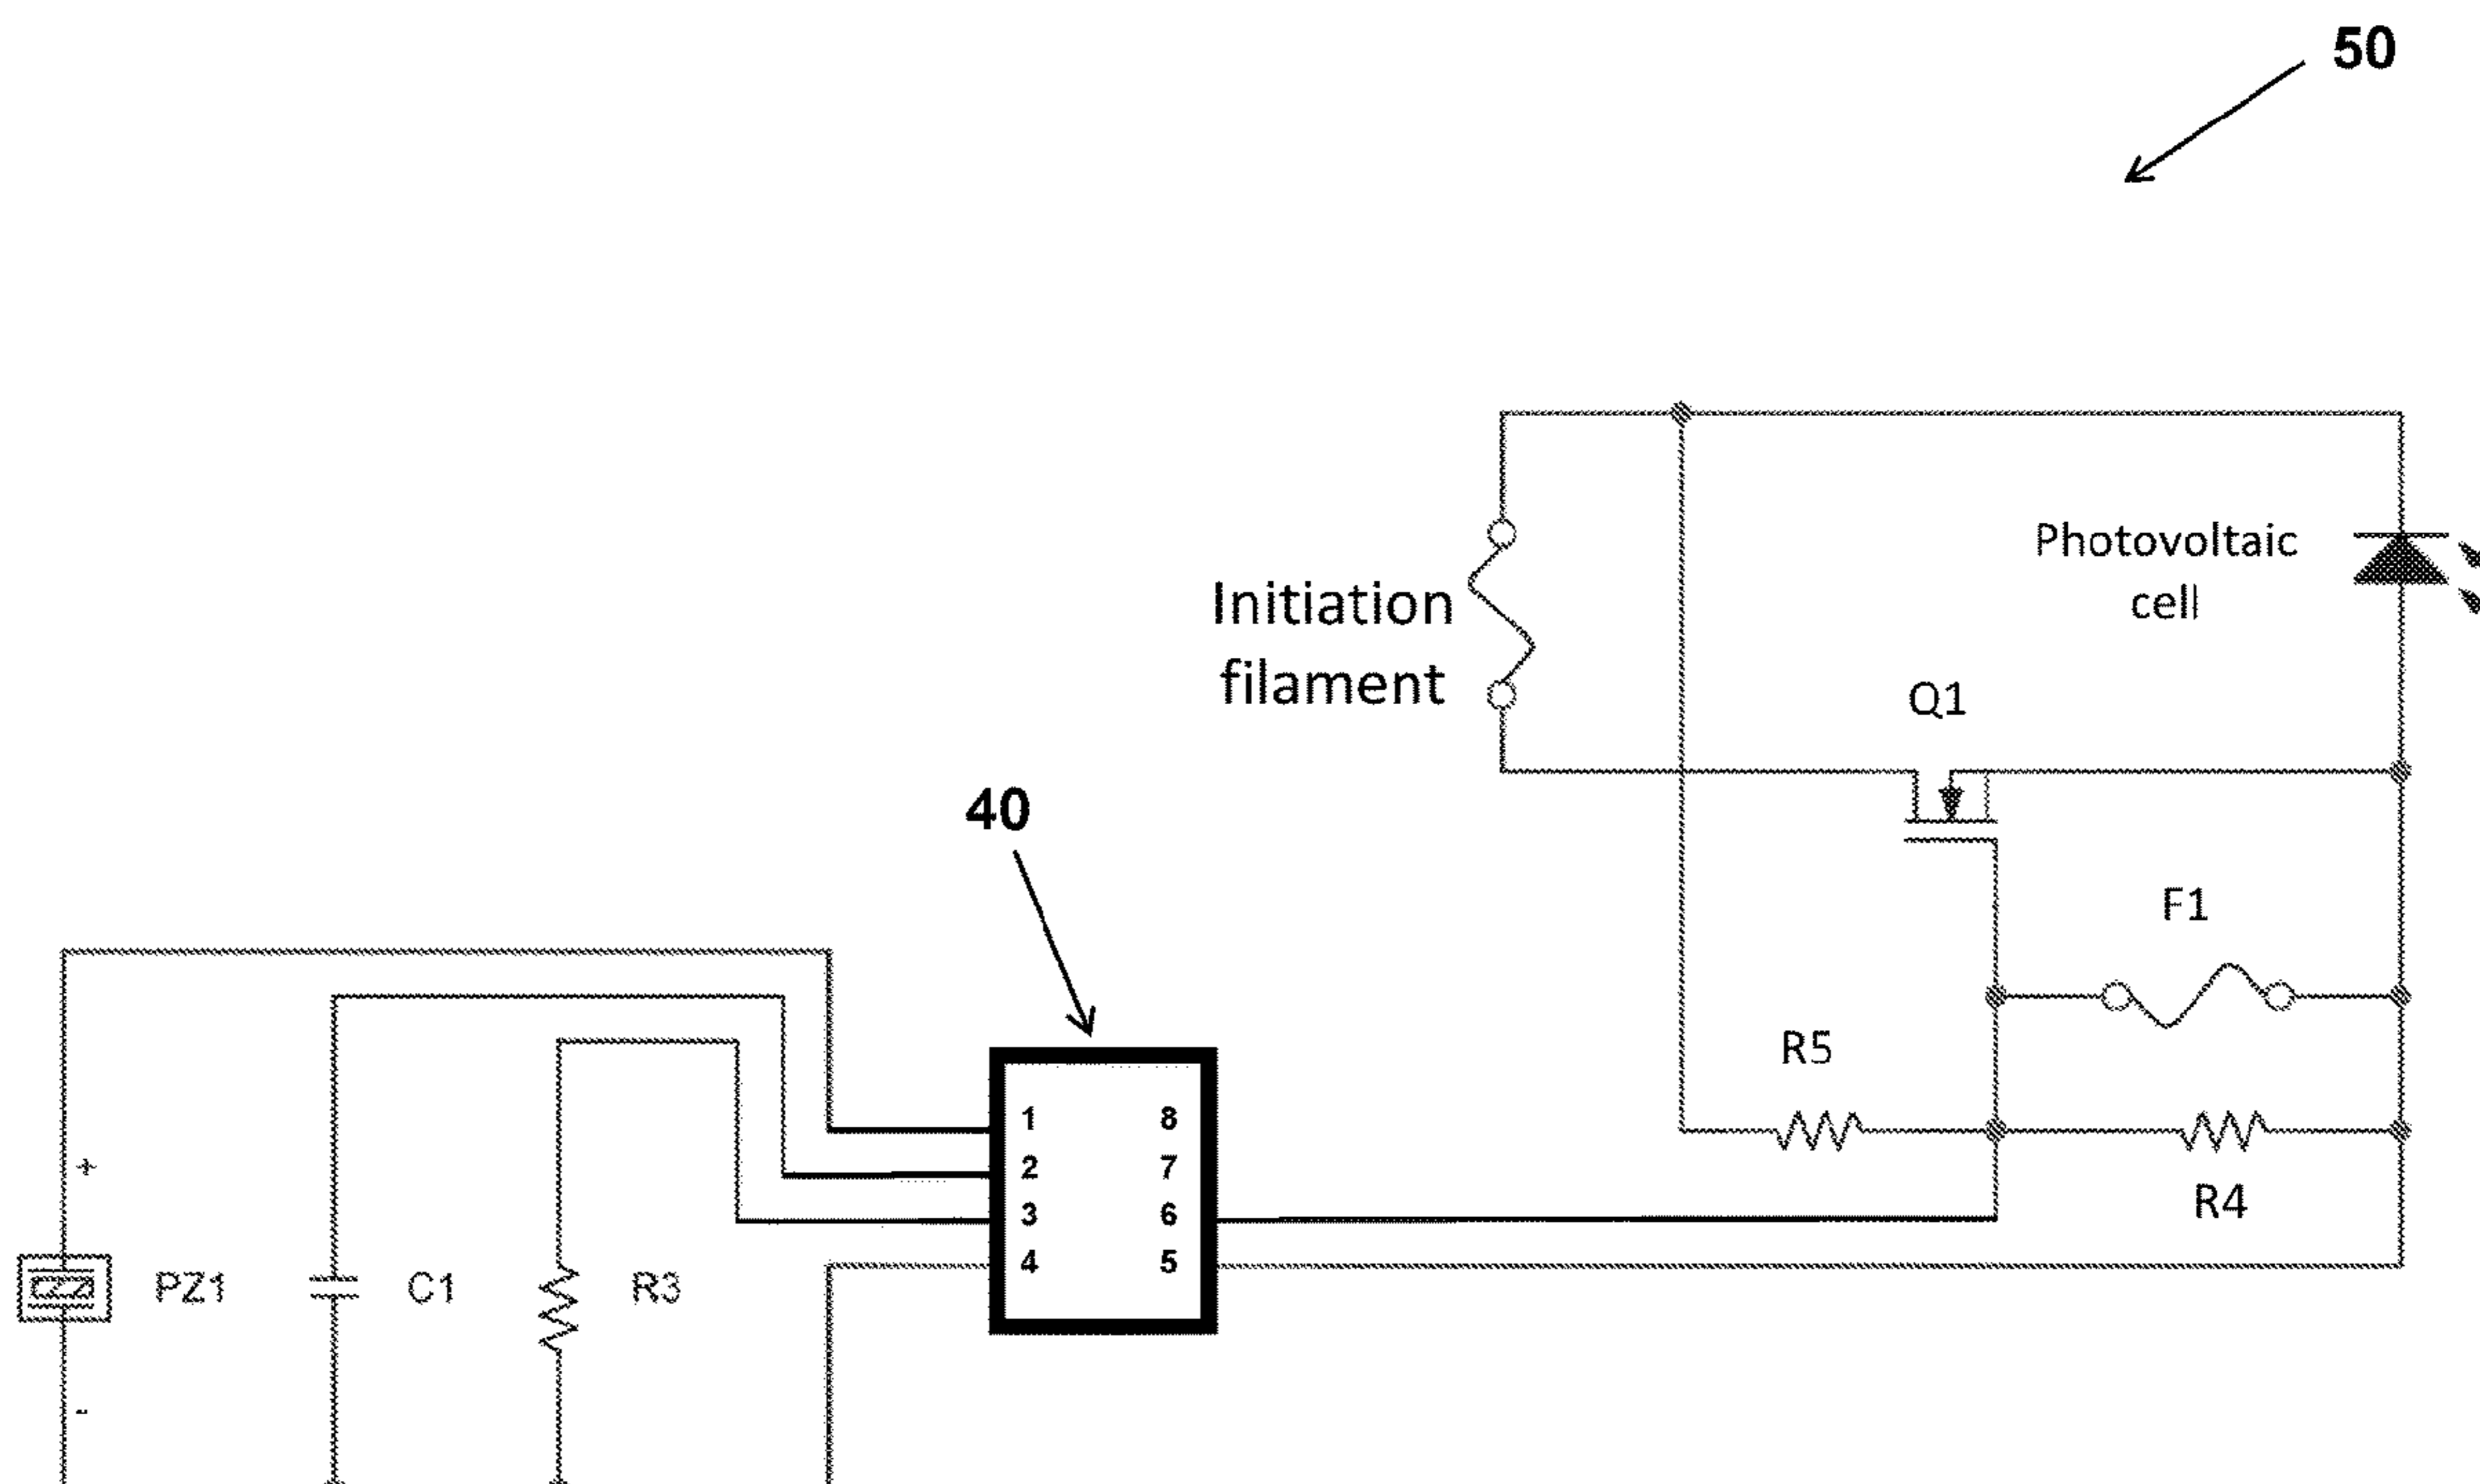 50
Photovoltaic
cell
Initiation
filament
Q1
40
F1
R5
1 8
2 7
3 6
4 5
R4
+
PZ1
C1
R3
-